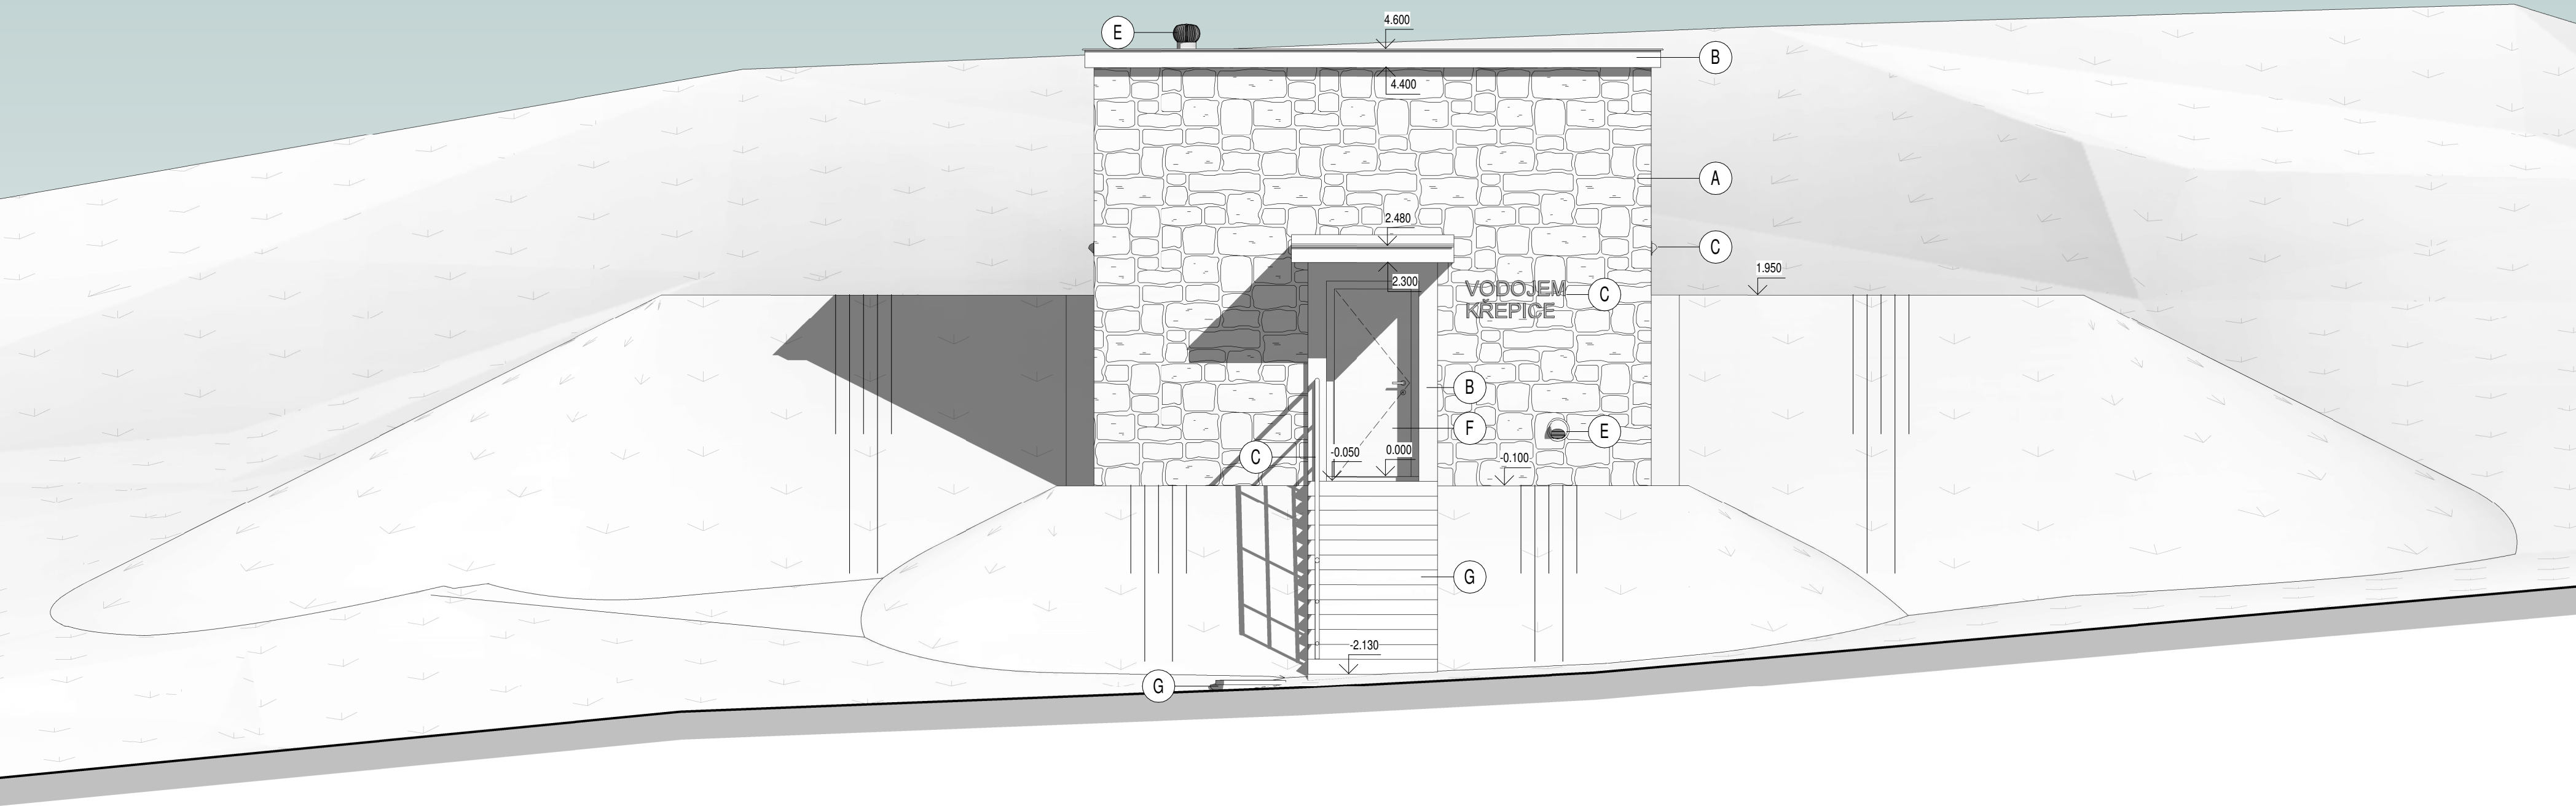 4.600
E
B
4.400
A
2.480
C
1.950
2.300
VODOJEM
KŘEPICE
C
B
F
E
C
-0.050
0.000
-0.100
G
-2.130
G